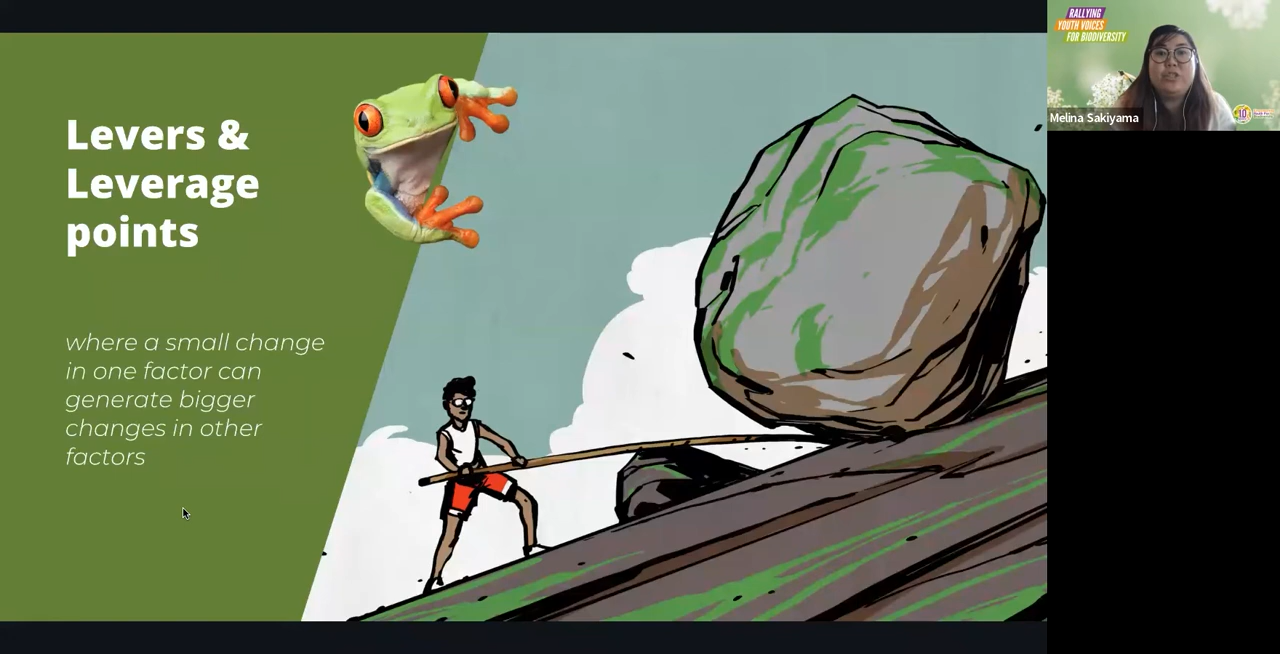 Levers &
Leverage
points
where a small change
in one factor can
generate bigger
changes in other
factors
RALLYING
YOUTH VOICES
FOR BIODIVERSITY
Melina Sakiyama